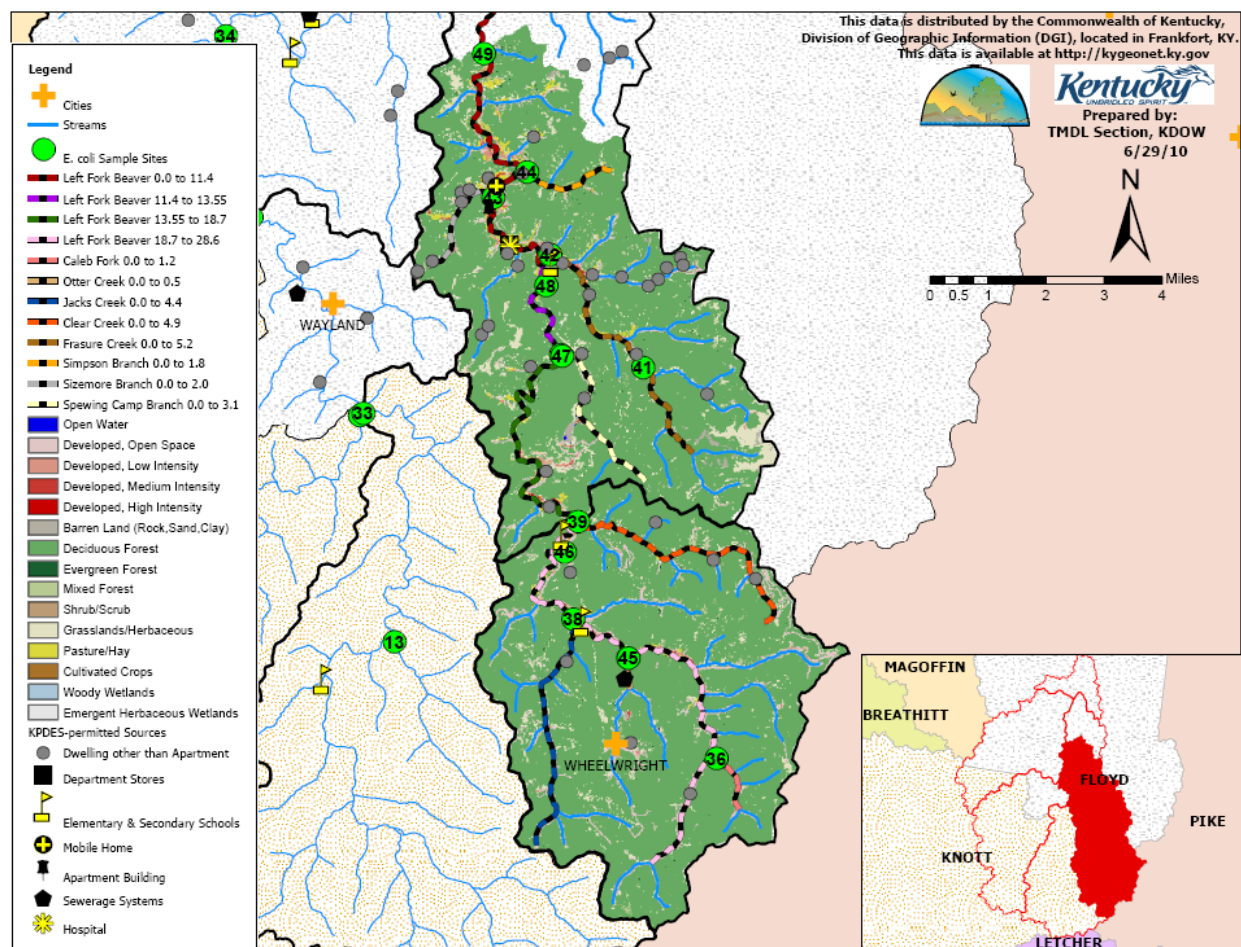 This data is distributed by the Commonwealth of Kentucky,
Division of Geographic Information (DGI), located in Frankfort, KY.
This data is available at http://kygeonet.ky.gov
Kentucky
UNBRIDLED SPIRIT
Prepared by:
TMDL Section, KDOW
6/29/10
N
Miles
0 0.5 1 2 3 4
Legend
Cities
Streams
E. coli Sample Sites
Left Fork Beaver 0.0 to 11.4
Left Fork Beaver 11.4 to 13.55
Left Fork Beaver 13.55 to 18.7
Left Fork Beaver 18.7 to 28.6
Caleb Fork 0.0 to 1.2
Otter Creek 0.0 to 0.5
Jacks Creek 0.0 to 4.4
Clear Creek 0.0 to 4.9
Frasure Creek 0.0 to 5.2
Simpson Branch 0.0 to 1.8
Sizemore Branch 0.0 to 2.0
Spewing Camp Branch 0.0 to 3.1
Open Water
Developed, Open Space
Developed, Low Intensity
Developed, Medium Intensity
Developed, High Intensity
Barren Land (Rock,Sand,Clay)
Deciduous Forest
Evergreen Forest
Mixed Forest
Shrub/Scrub
Grasslands/Herbaceous
Pasture/Hay
Cultivated Crops
Woody Wetlands
Emergent Herbaceous Wetlands
KPDES-permitted Sources
Dwelling other than Apartment
Department Stores
Elementary & Secondary Schools
Mobile Home
Apartment Building
Sewerage Systems
Hospital
34
49
44
43
42
48
47
41
WAYLAND
33
39
46
38
13
45
WHEELWRIGHT
36
MAGOFFIN
BREATHITT
FLOYD
PIKE
KNOTT
LETCHER